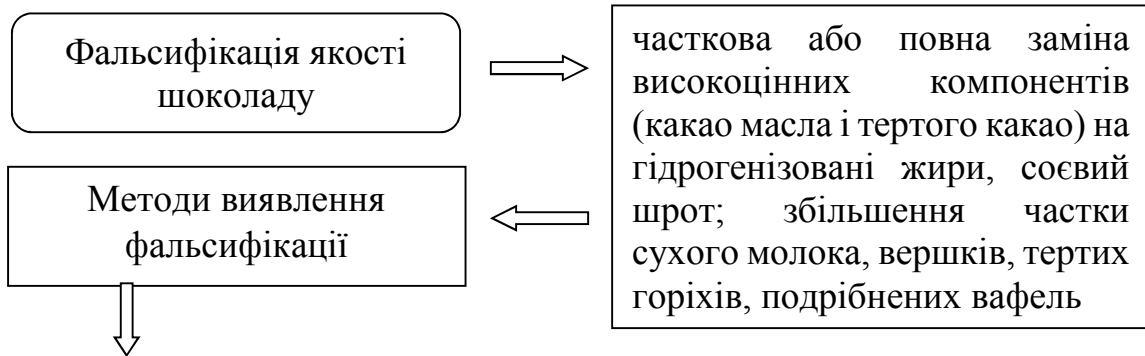 Фальсифікація якості
шоколаду
часткова або повна заміна
високоцінних компонентів
(какао масла і тертого какао) на
гідрогенізовані жири, соєвий
шрот; збільшення частки
сухого молока, вершків, тертих
горіхів, подрібнених вафель
Методи виявлення
фальсифікації